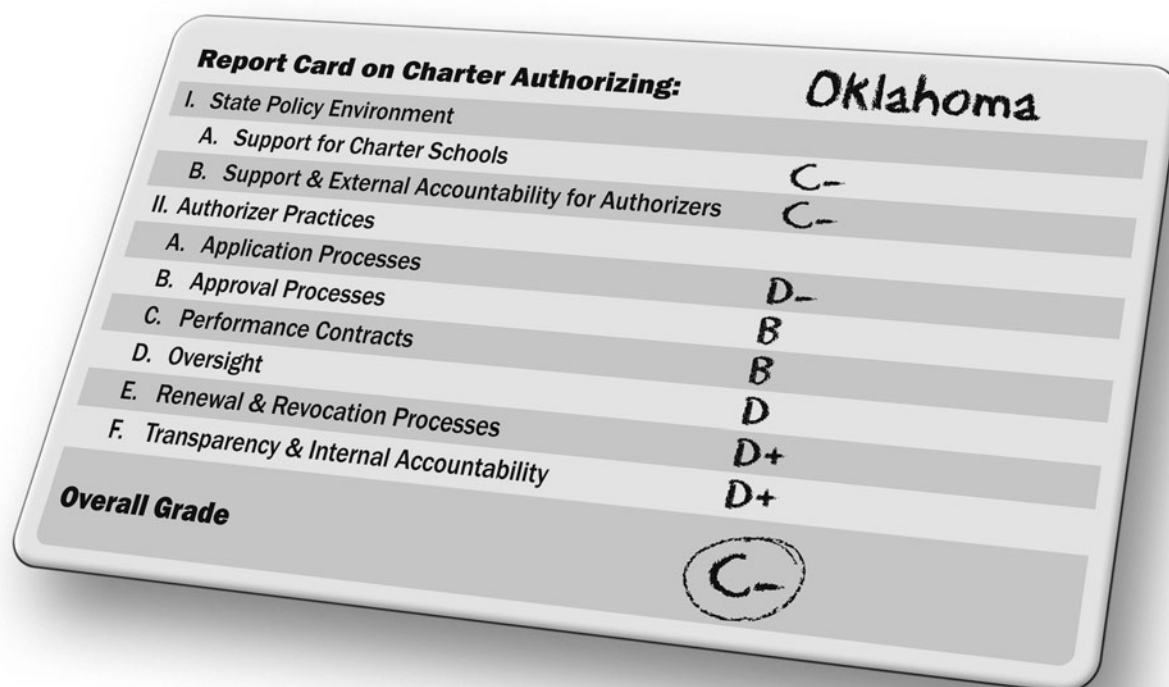 Report Card on Charter Authorizing: Oklahoma
I. State Policy Environment
A. Support for Charter Schools C-
B. Support & External Accountability for Authorizers C-
II. Authorizer Practices
A. Application Processes D-
B. Approval Processes B
C. Performance Contracts B
D. Oversight D
E. Renewal & Revocation Processes D+
F. Transparency & Internal Accountability D+
Overall Grade C-